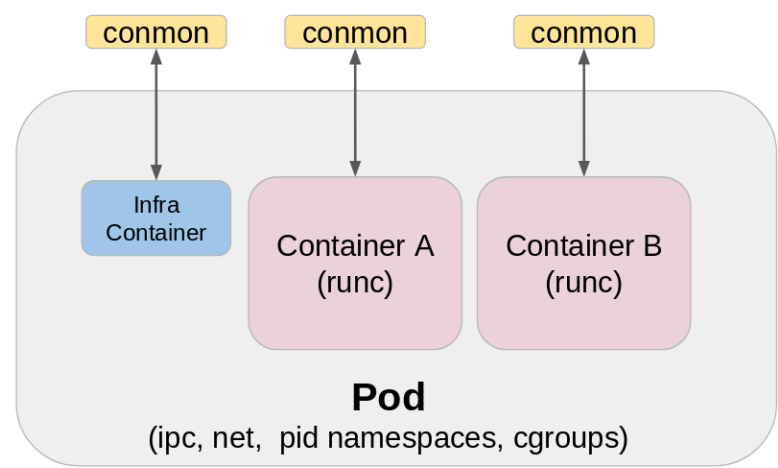 conmon
conmon
conmon
Infra
Container
Container A
(runc)
Container B
(runc)
Pod
(ipc, net,  pid namespaces, cgroups)